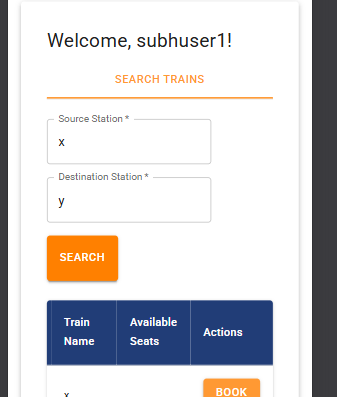 Welcome, subhuser1!
SEARCH TRAINS
Source Station *
x
Destination Station *
y
SEARCH
Train Name
Available Seats
Actions
x
BOOK